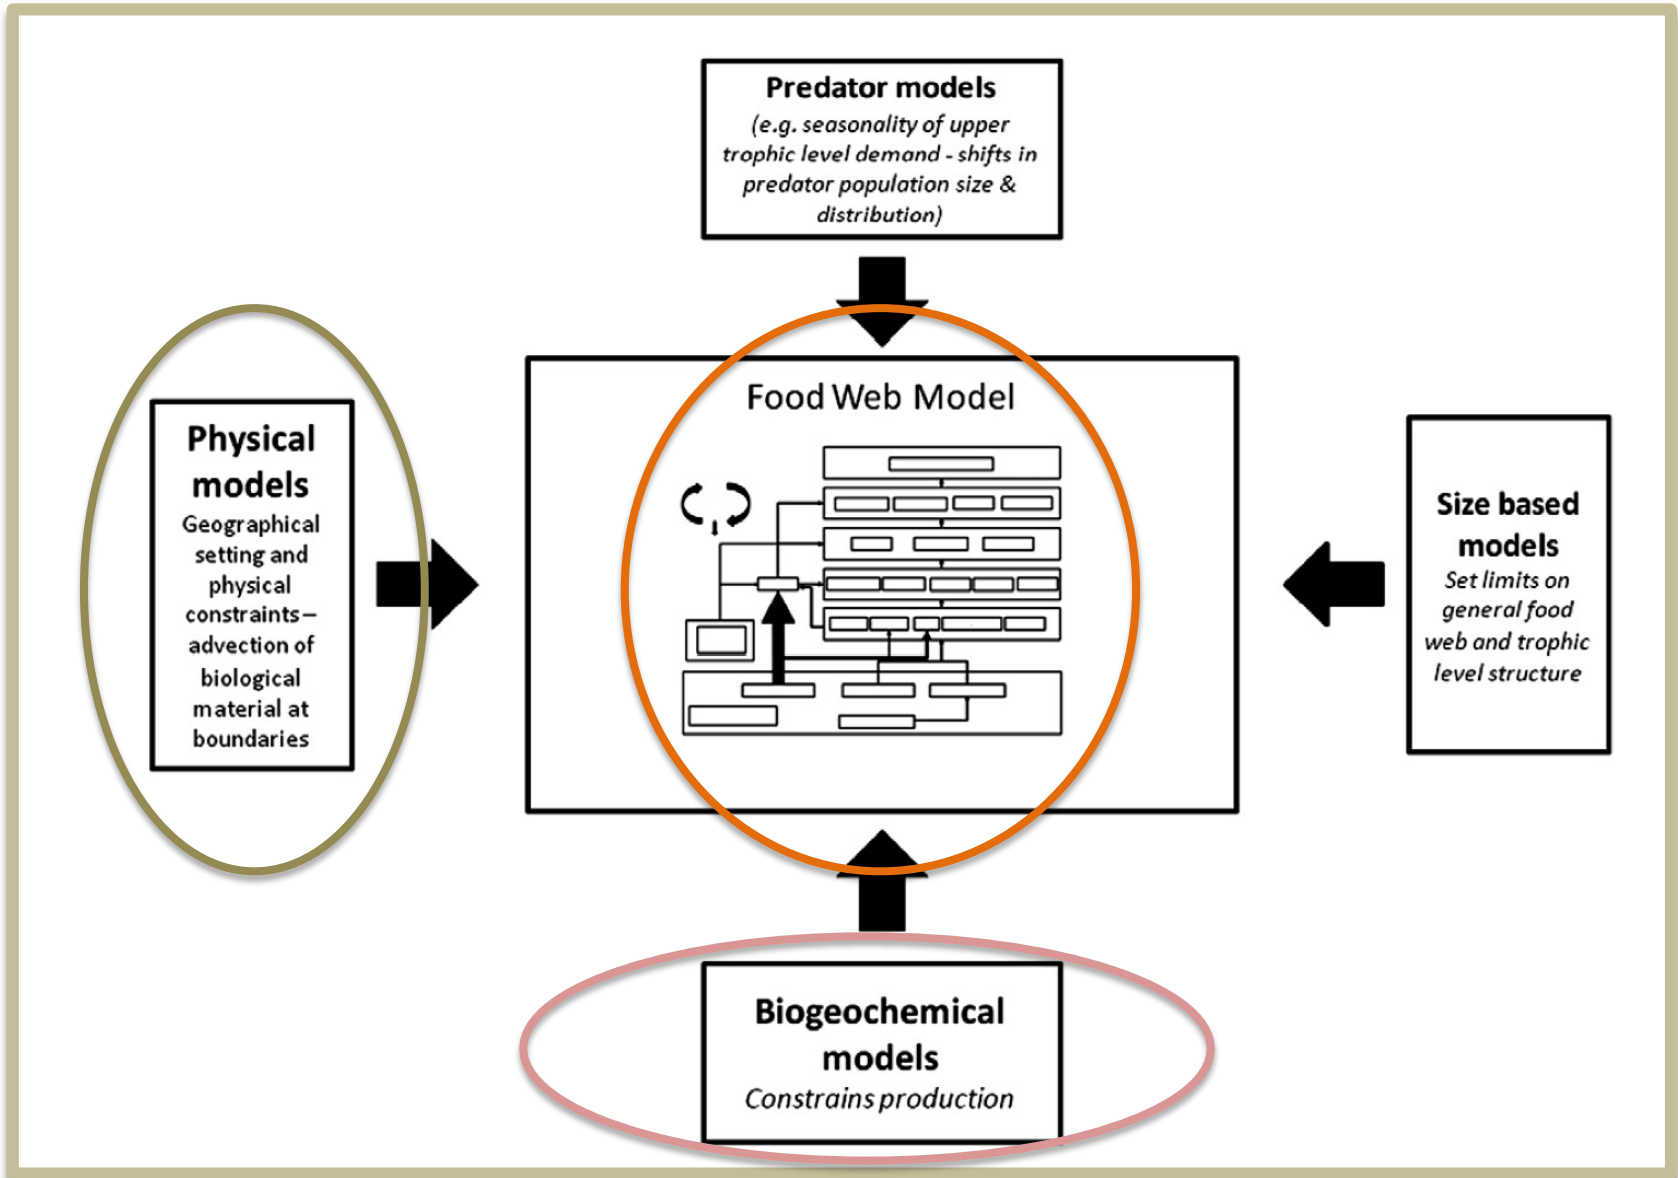 Predator models
(e.g. seasonality of upper
trophic level demand - shifts in
predator population size &
distribution)
Food Web Model
Physical
models
Geographical
setting and
physical
constraints—
advection of
biological
material at
boundaries
Size based
models
Set limits on
general food
web and trophic
level structure
Biogeochemical
models
Constrains production